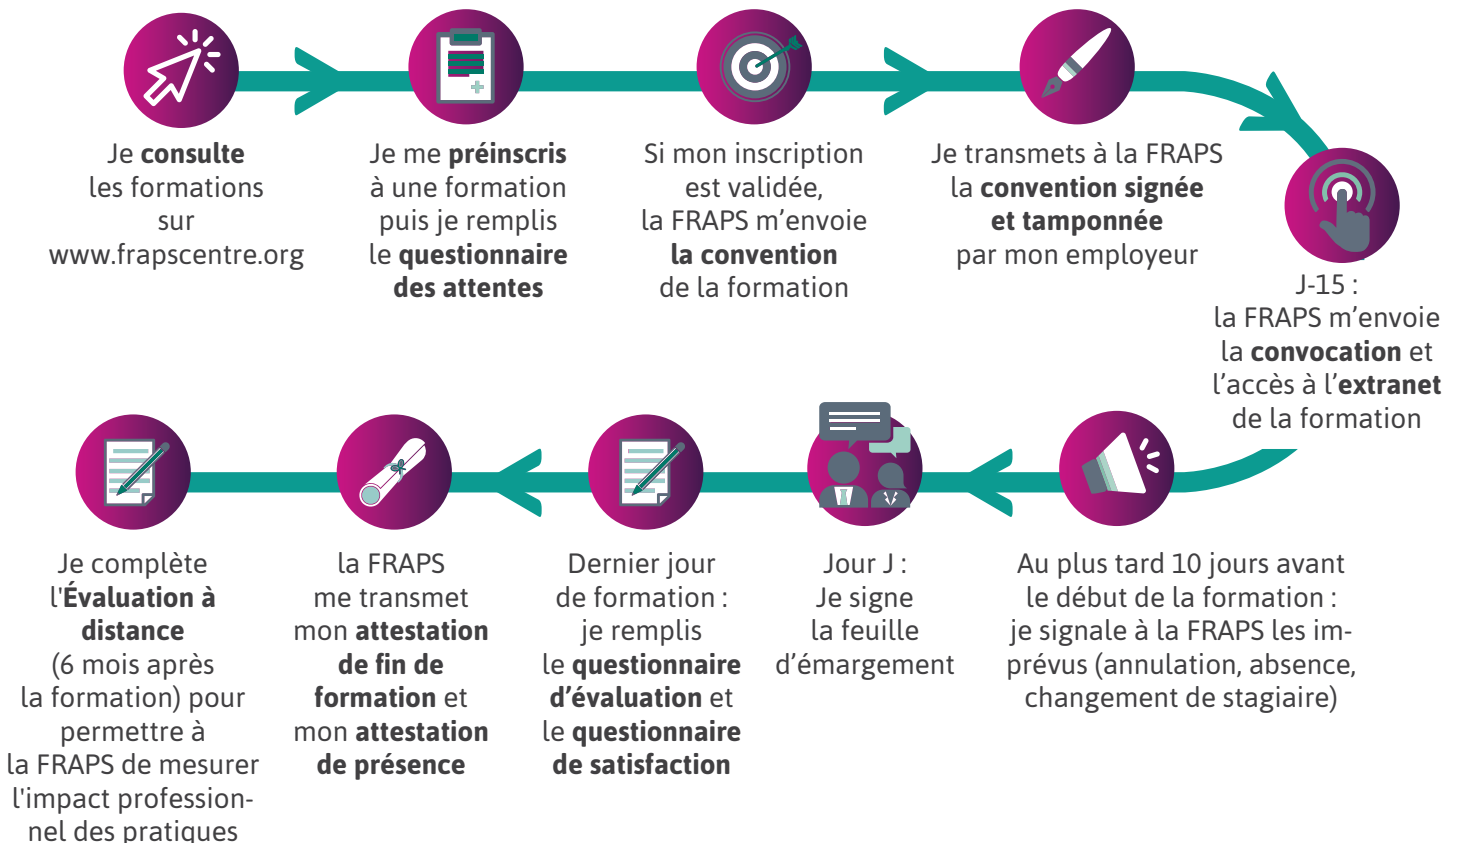 Je consulte
les formations
sur
www.frapscentre.org
Je me préinscris
à une formation
puis je remplis
le questionnaire
des attentes
Si mon inscription
est validée,
la FRAPS m’envoie
la convention
de la formation
Je transmets à la FRAPS
la convention signée
et tamponnée
par mon employeur
J-15 :
la FRAPS m’envoie
la convocation et
l’accès à l’extranet
de la formation
Au plus tard 10 jours avant
le début de la formation :
je signale à la FRAPS les im-
prévus (annulation, absence,
changement de stagiaire)
Jour J :
Je signe
la feuille
d’émargement
Dernier jour
de formation :
je remplis
le questionnaire
d’évaluation et
le questionnaire
de satisfaction
la FRAPS
me transmet
mon attestation
de fin de
formation et
mon attestation
de présence
Je complète
l'Évaluation à
distance
(6 mois après
la formation) pour
permettre à
la FRAPS de mesurer
l'impact profession-
nel des pratiques